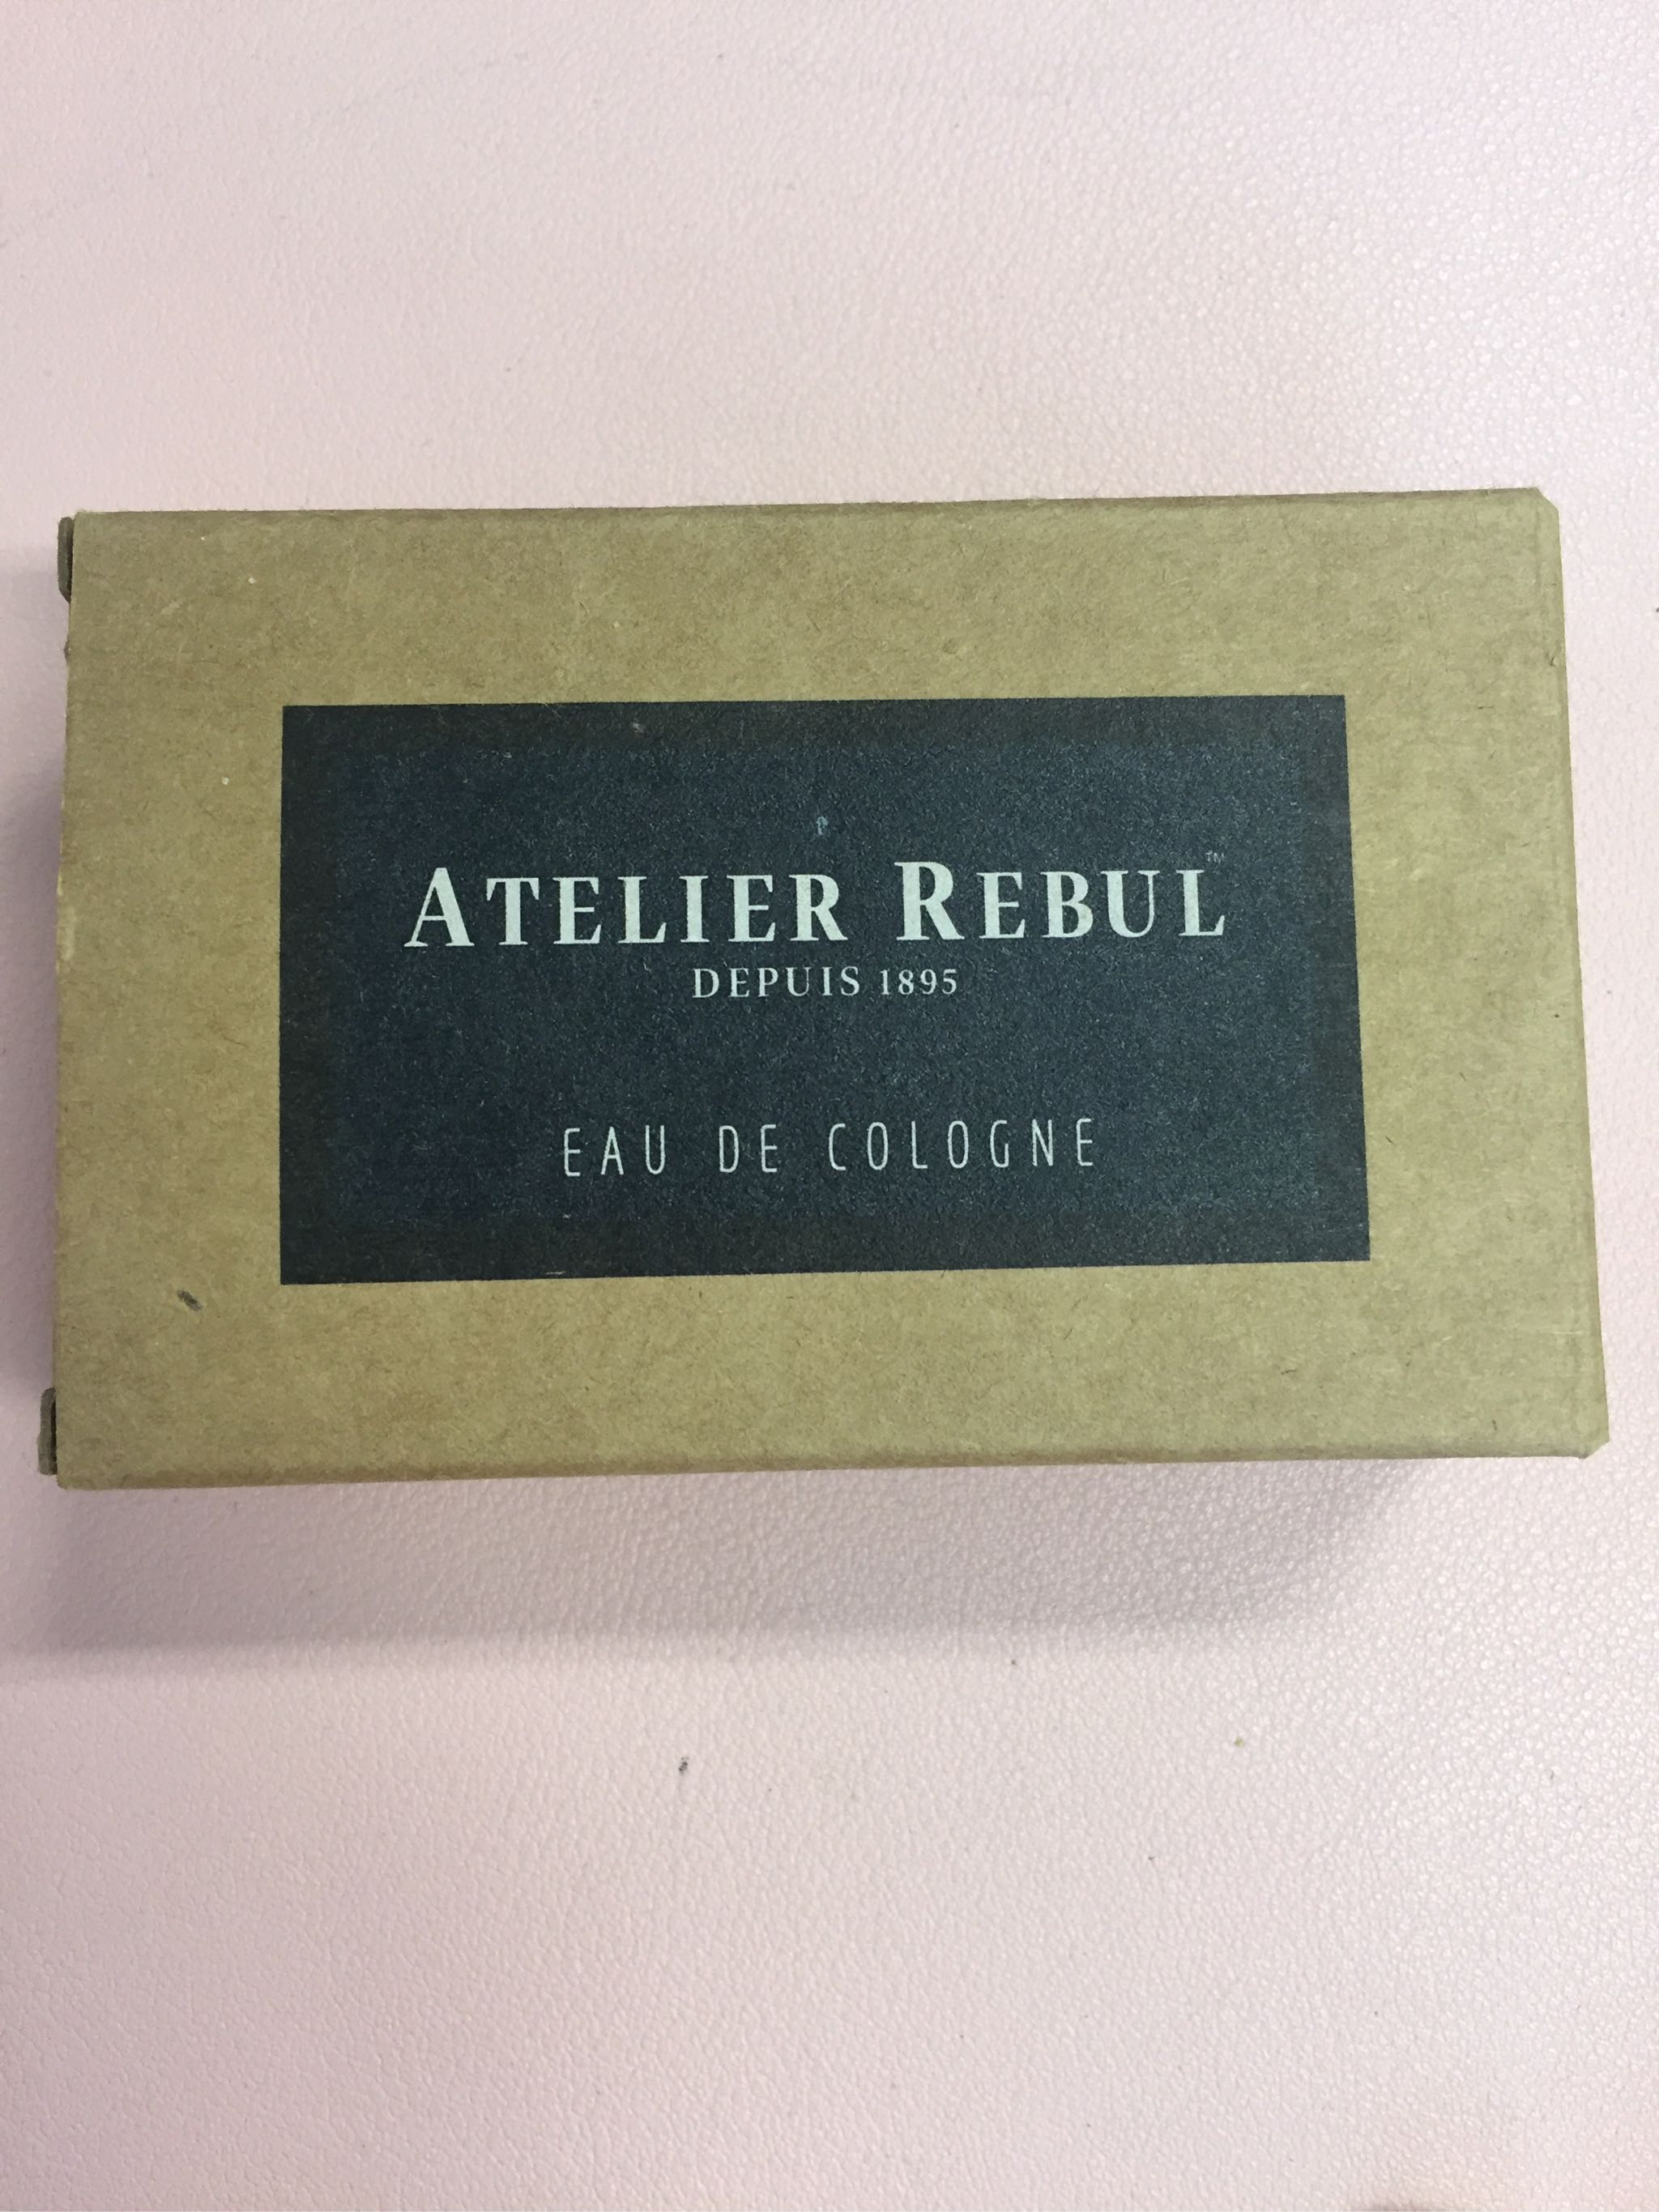 ATELIER REBUL™
DEPUIS 1895
EAU DE COLOGNE